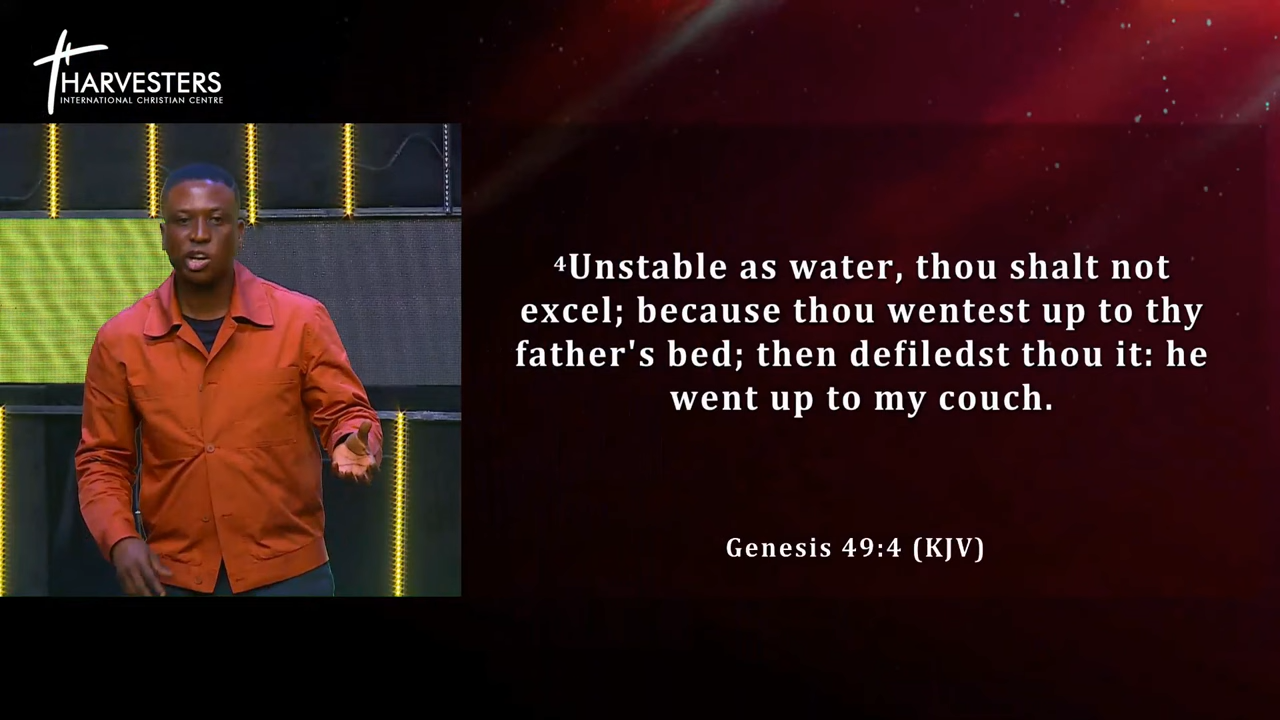 HARVESTERS
INTERNATIONAL CHRISTIAN CENTRE
⁴Unstable as water, thou shalt not
excel; because thou wentest up to thy
father's bed; then defiledst thou it: he
went up to my couch.
Genesis 49:4 (KJV)